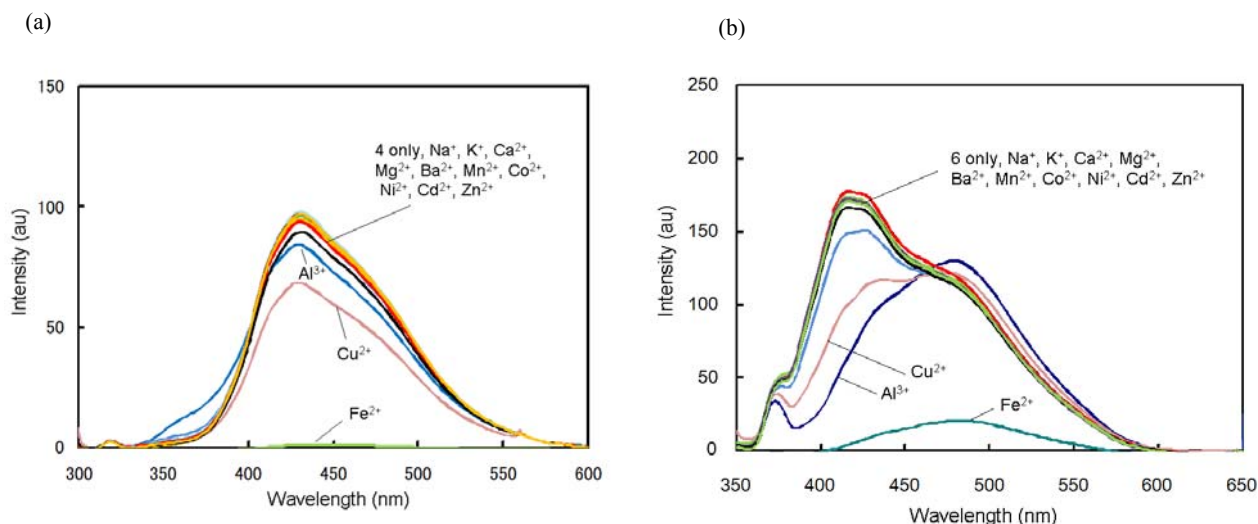 (a)
150
100
50
0
Intensity (au)
300 350 400 450 500 550 600
Wavelength (nm)
4 only, Na⁺, K⁺, Ca²⁺,
Mg²⁺, Ba²⁺, Mn²⁺, Co²⁺,
Ni²⁺, Cd²⁺, Zn²⁺
Al³⁺
Cu²⁺
Fe²⁺
(b)
250
200
150
100
50
0
Intensity (au)
350 400 450 500 550 600 650
Wavelength (nm)
6 only, Na⁺, K⁺, Ca²⁺, Mg²⁺,
Ba²⁺, Mn²⁺, Co²⁺, Ni²⁺, Cd²⁺, Zn²⁺
Cu²⁺
Al³⁺
Fe²⁺